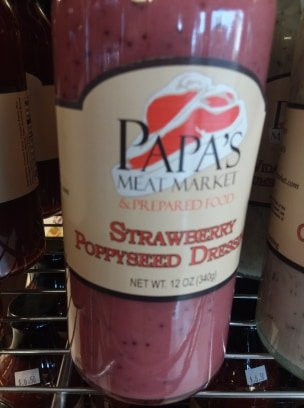 PAPA'S
MEAT MARKET
& PREPARED FOOD
STRAWBERRY
POPPYSEED DRESS
NET WT. 12 OZ (340g)